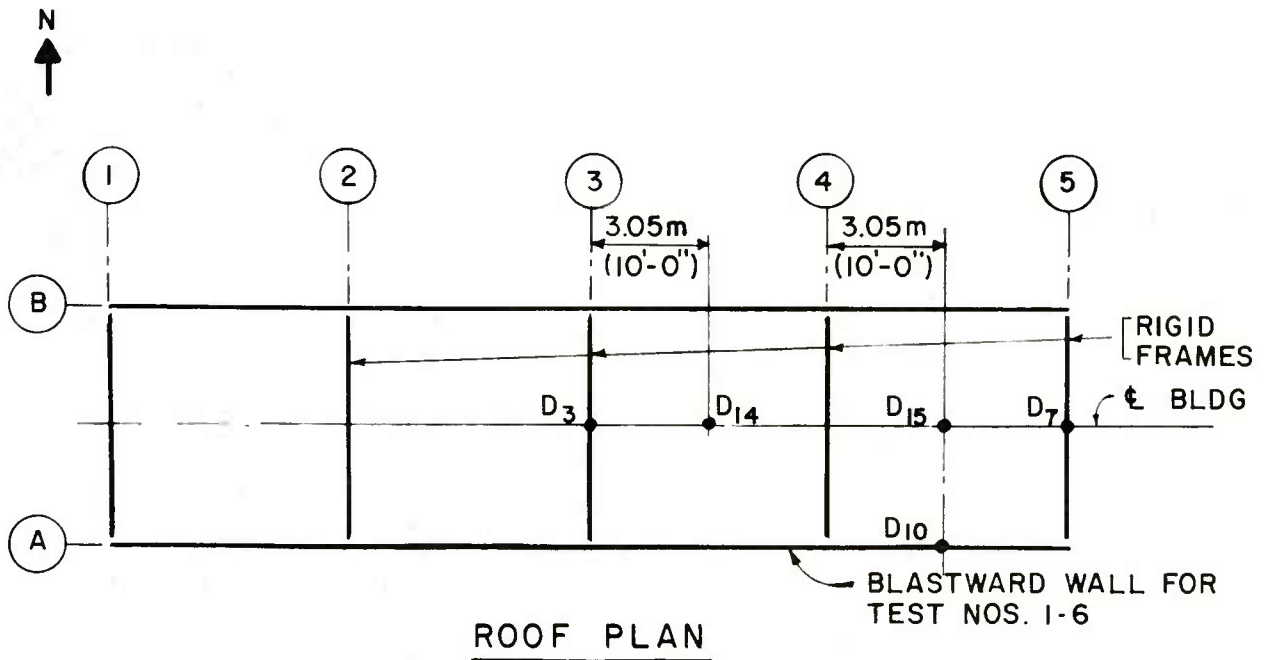 N
1
2
3
4
5
3.05m
(10'-0")
3.05m
(10'-0")
B
RIGID
FRAMES
℄ BLDG
D3
D14
D15
D7
A
D10
BLASTWARD WALL FOR
TEST NOS. 1-6
ROOF PLAN